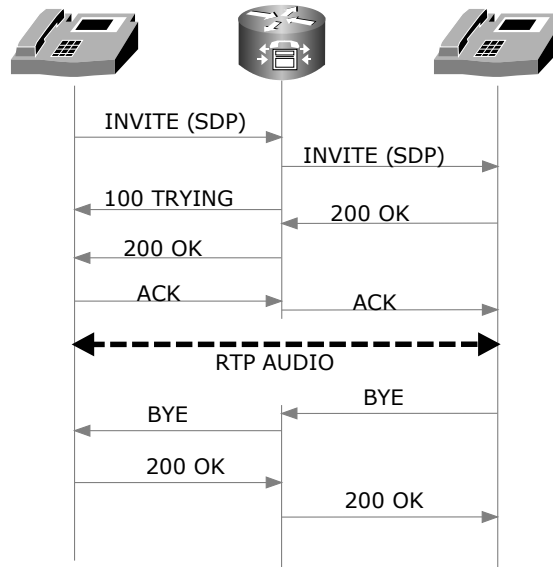 INVITE (SDP)
INVITE (SDP)
100 TRYING
200 OK
200 OK
ACK
ACK
RTP AUDIO
BYE
BYE
200 OK
200 OK